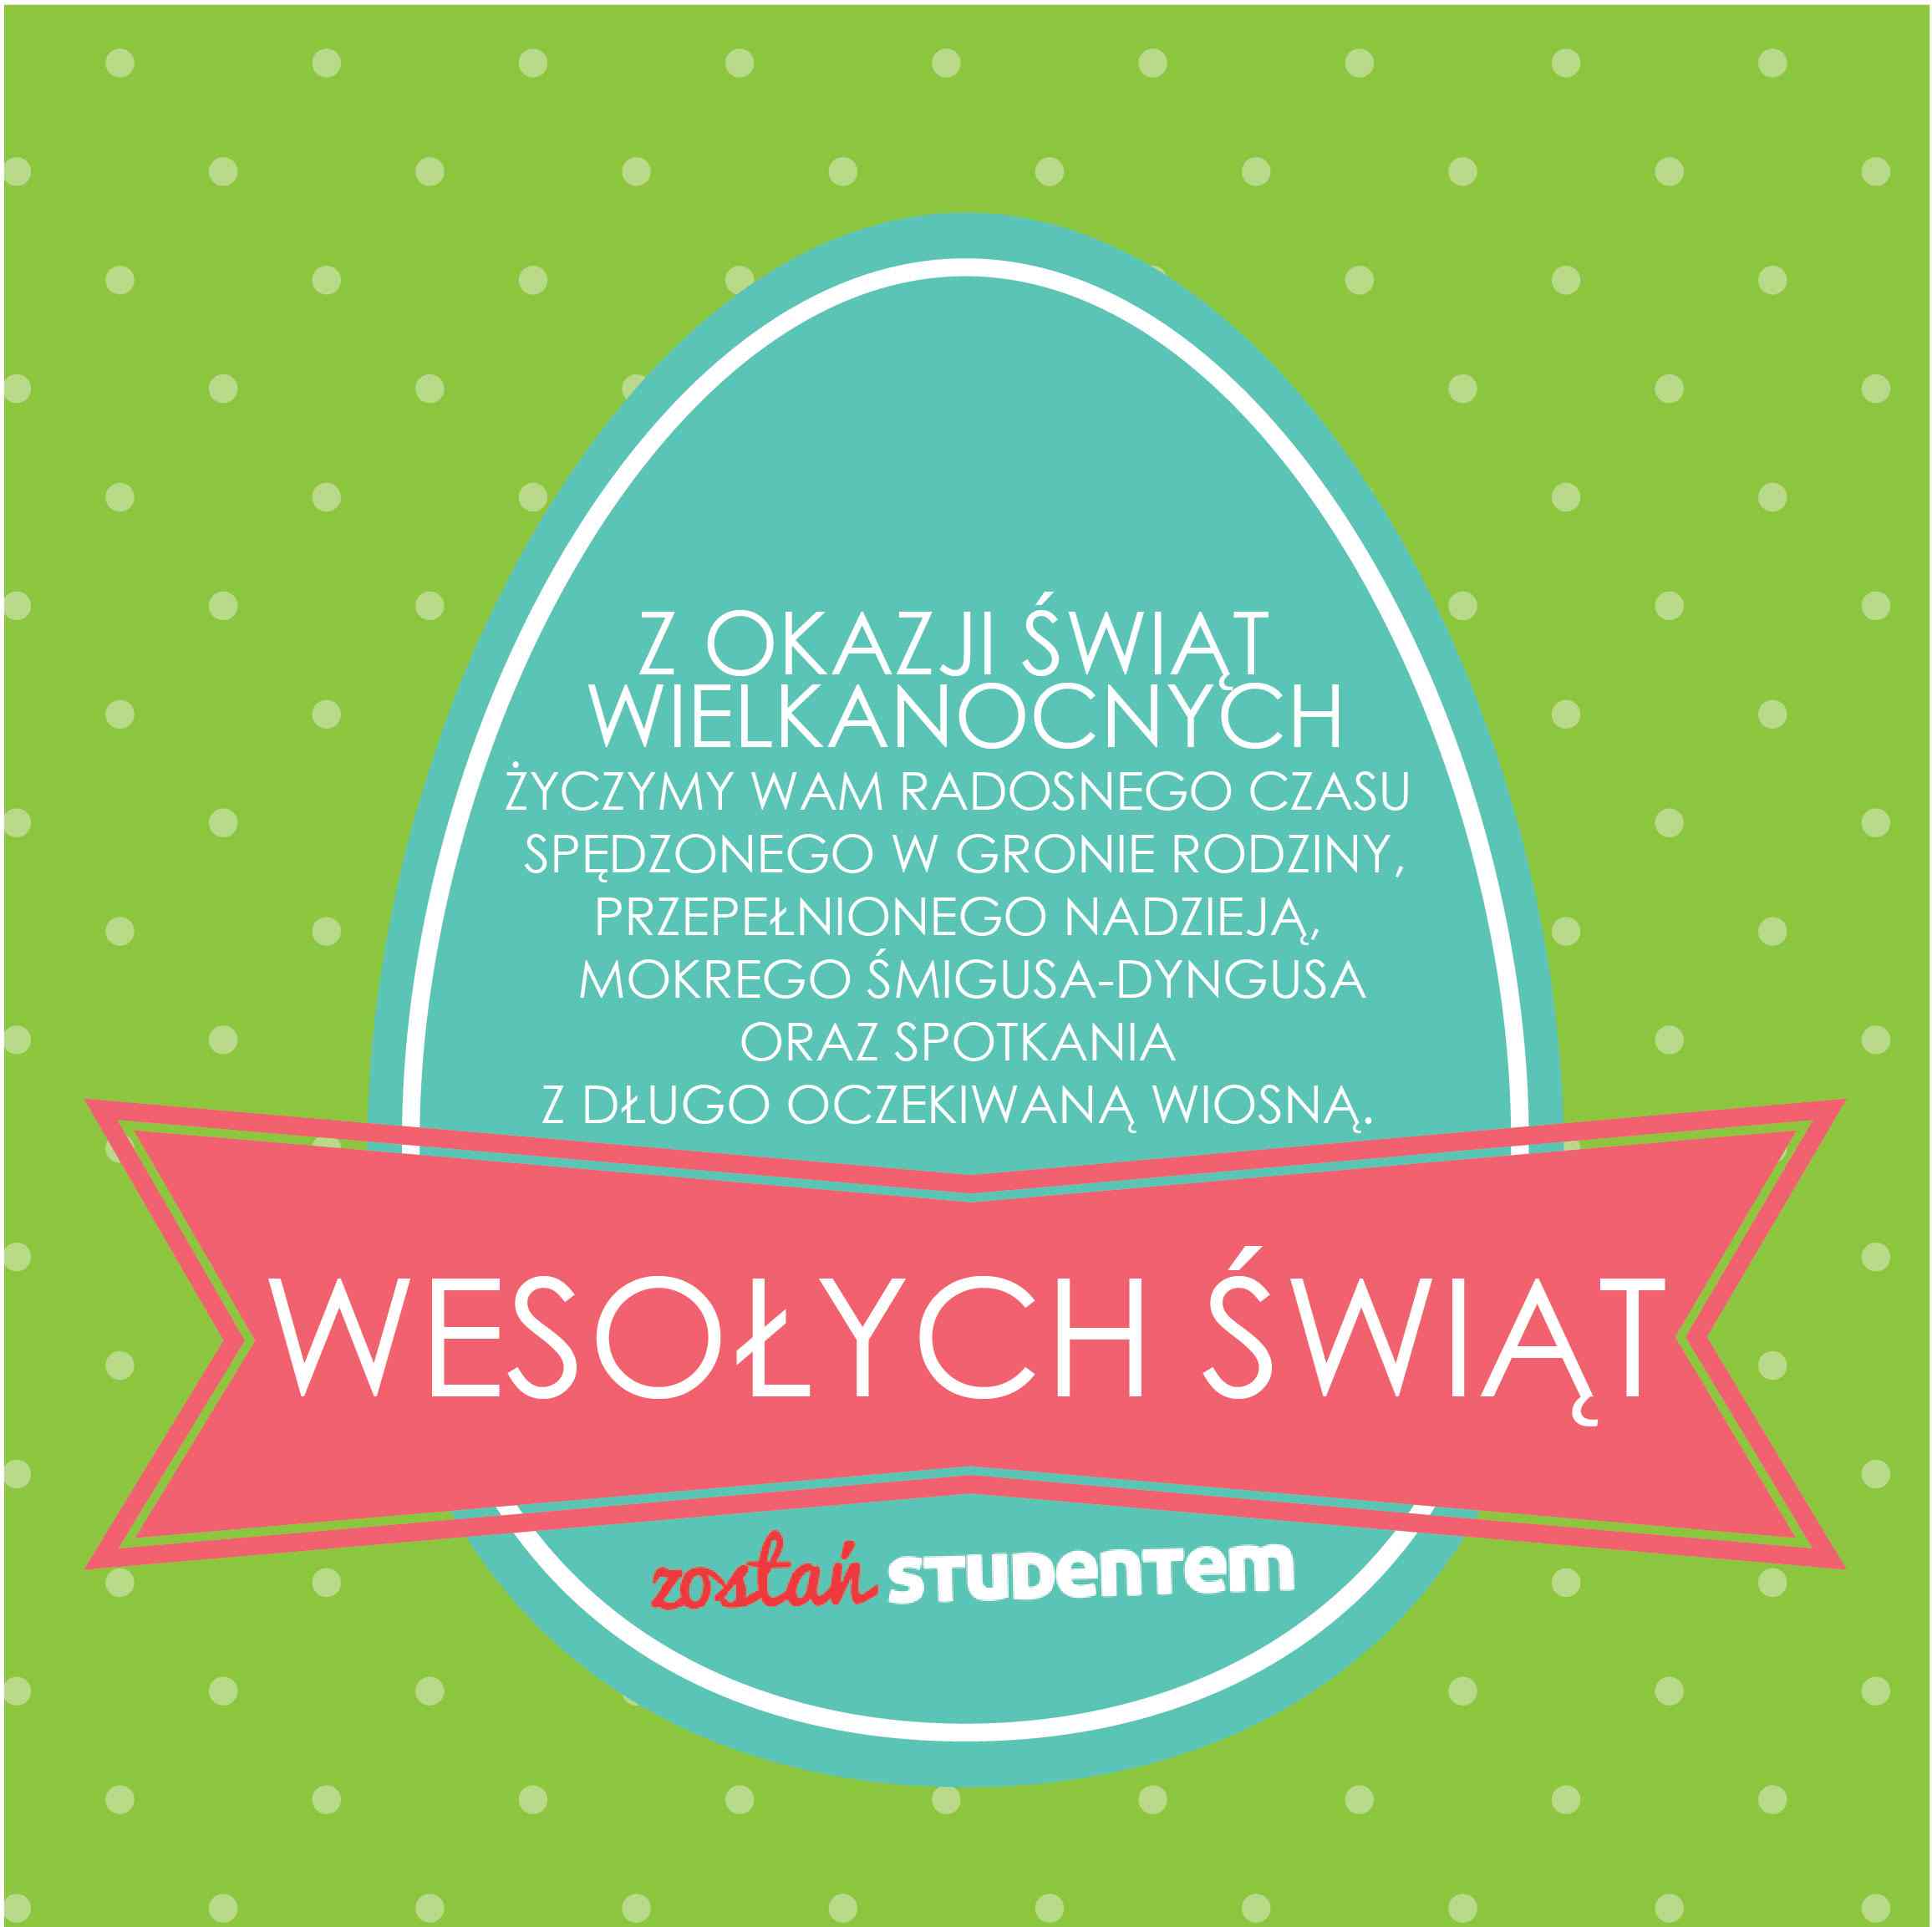 Z OKAZJI ŚWIĄT
WIELKANOCNYCH
ŻYCZYMY WAM RADOSNEGO CZASU
SPĘDZONEGO W GRONIE RODZINY,
PRZEPEŁNIONEGO NADZIEJĄ,
MOKREGO ŚMIGUSA-DYNGUSA
ORAZ SPOTKANIA
Z DŁUGO OCZEKIWANĄ WIOSNĄ.
WESOŁYCH ŚWIĄT
zostań STUDENTEM